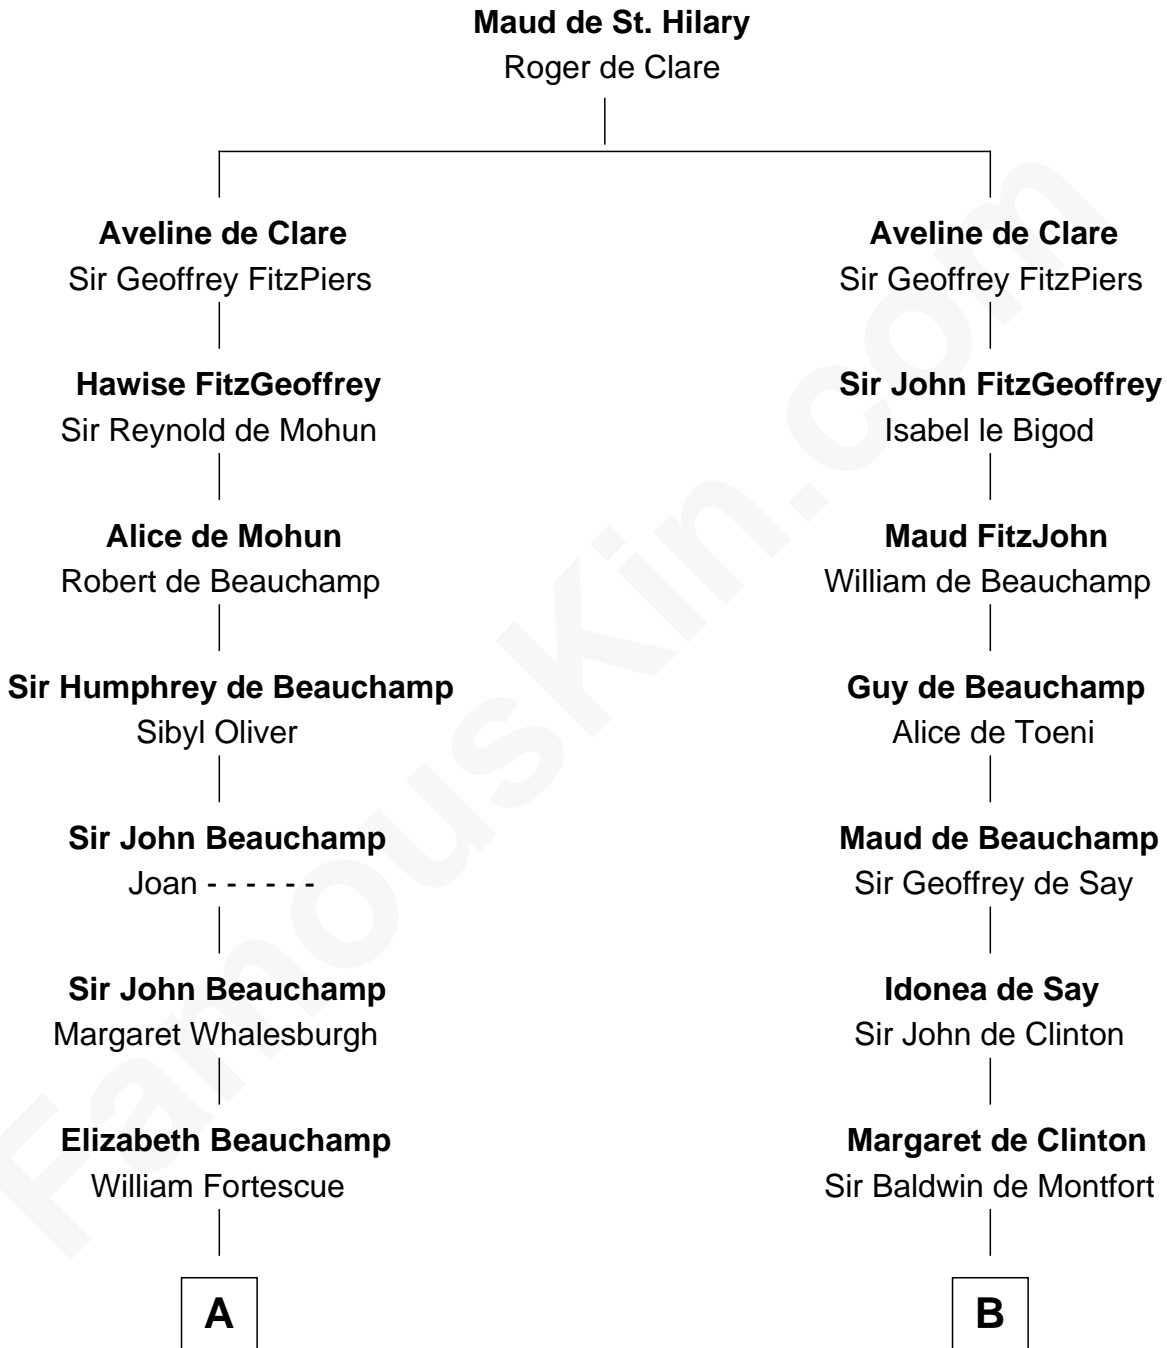 Maud de St. Hilary
Roger de Clare
Aveline de Clare
Sir Geoffrey FitzPiers
Aveline de Clare
Sir Geoffrey FitzPiers
Hawise FitzGeoffrey
Sir Reynold de Mohun
Sir John FitzGeoffrey
Isabel le Bigod
Alice de Mohun
Robert de Beauchamp
Maud FitzJohn
William de Beauchamp
Sir Humphrey de Beauchamp
Sibyl Oliver
Guy de Beauchamp
Alice de Toeni
Sir John Beauchamp
Joan - - - - - -
Maud de Beauchamp
Sir Geoffrey de Say
Sir John Beauchamp
Margaret Whalesburgh
Idonea de Say
Sir John de Clinton
Elizabeth Beauchamp
William Fortescue
Margaret de Clinton
Sir Baldwin de Montfort
A
B
FamousKin.com